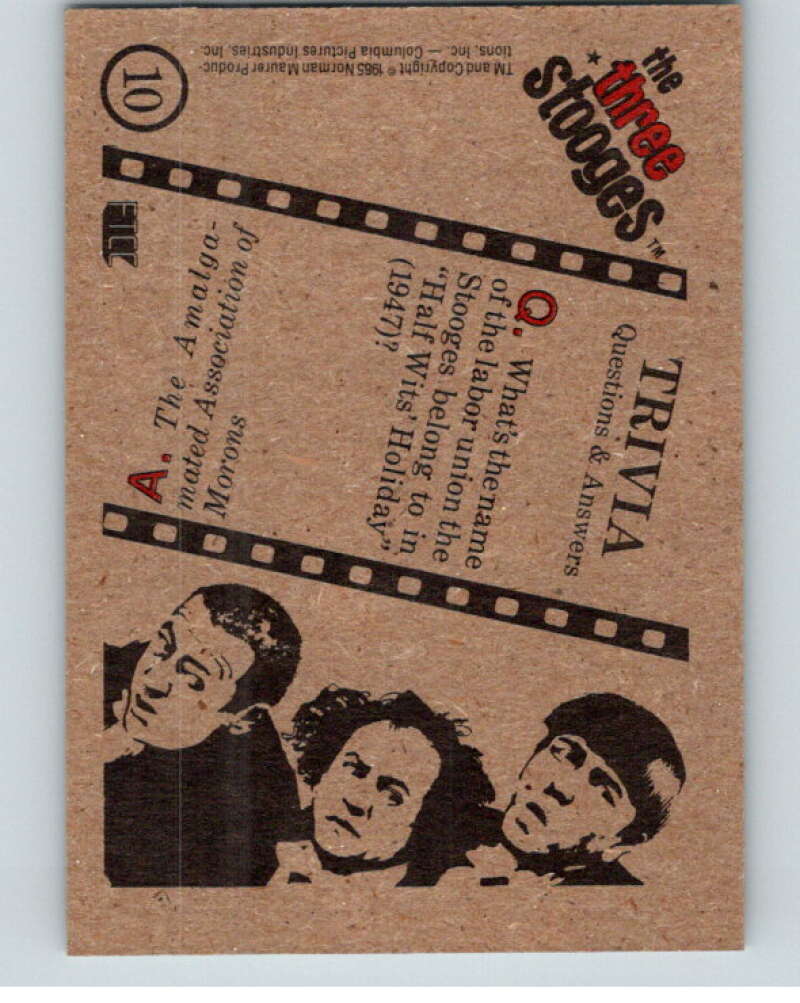 the
three
stooges™
TRIVIA
Questions & Answers
Q. What's the name
of the labor union the
Stooges belong to in
"Half Wits' Holiday"
(1947)?
A. The Amalga-
mated Association of
Morons
10
FTCC
TM and Copyright © 1985 Norman Maurer Produc-
tions, Inc. — Columbia Pictures Industries, Inc.